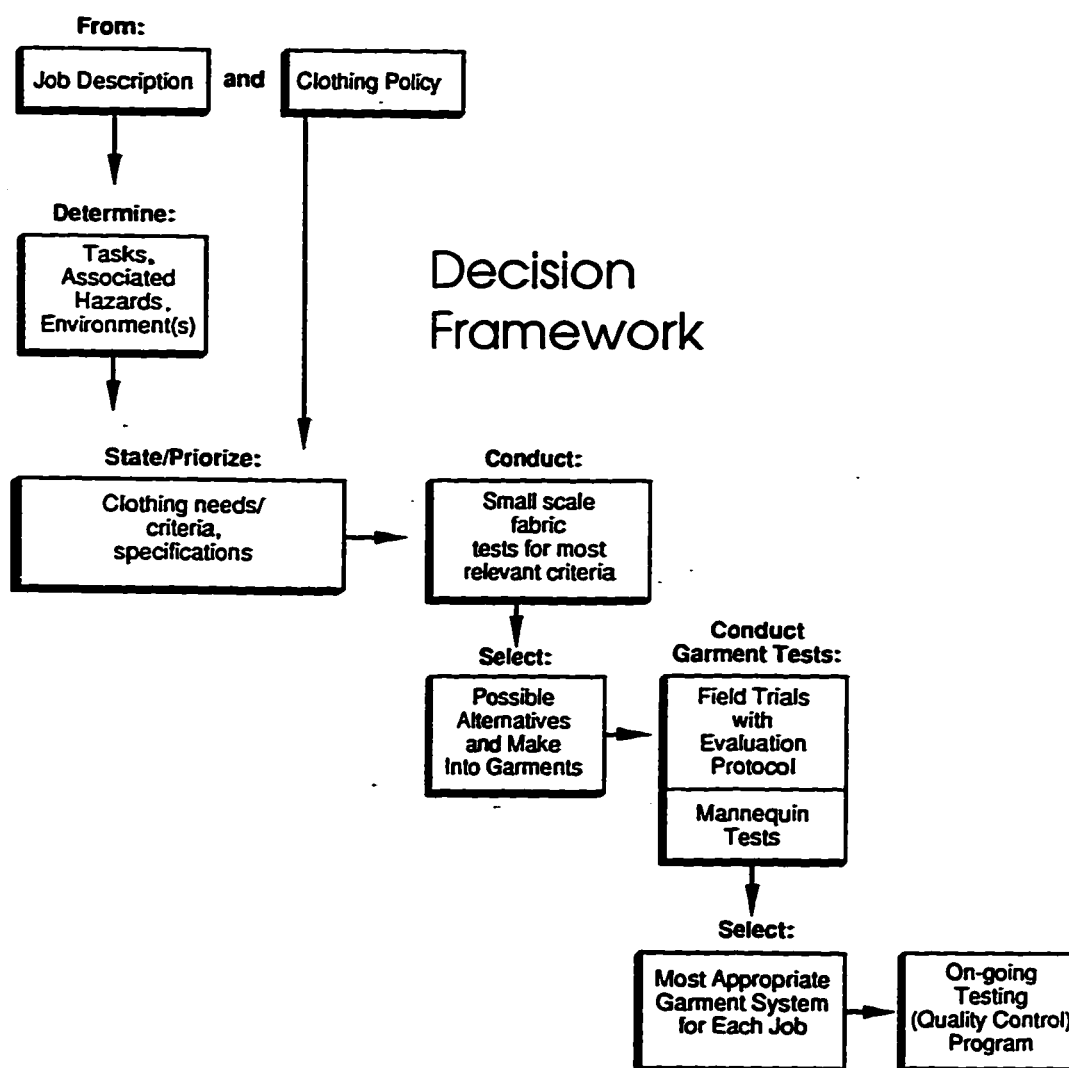 From:
Job Description
and
Clothing Policy
Determine:
Tasks,
Associated
Hazards,
Environment(s)
Decision
Framework
State/Priorize:
Clothing needs/
criteria,
specifications
Conduct:
Small scale
fabric
tests for most
relevant criteria
Select:
Possible
Alternatives
and Make
Into Garments
Conduct
Garment Tests:
Field Trials
with
Evaluation
Protocol
Mannequin
Tests
Select:
Most Appropriate
Garment System
for Each Job
On-going
Testing
(Quality Control)
Program